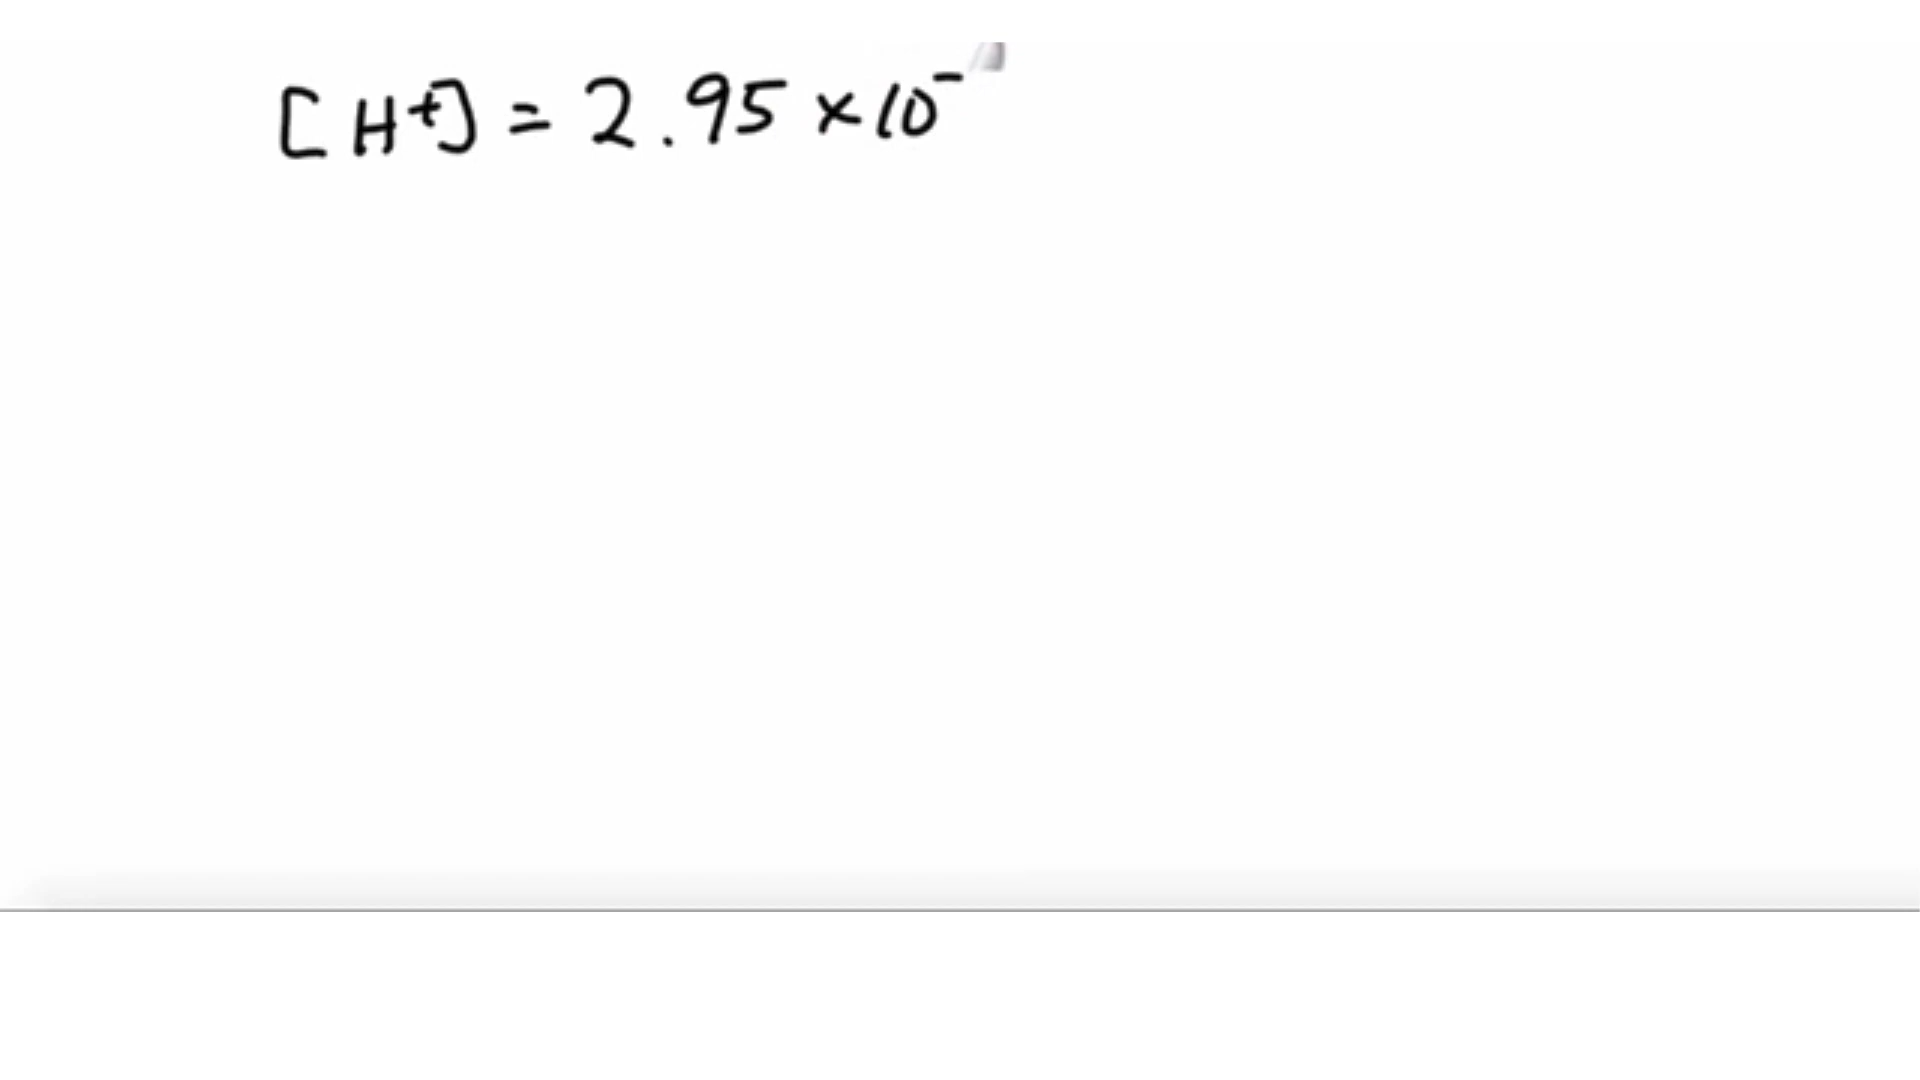 [H+] = 2.95 ×10⁻